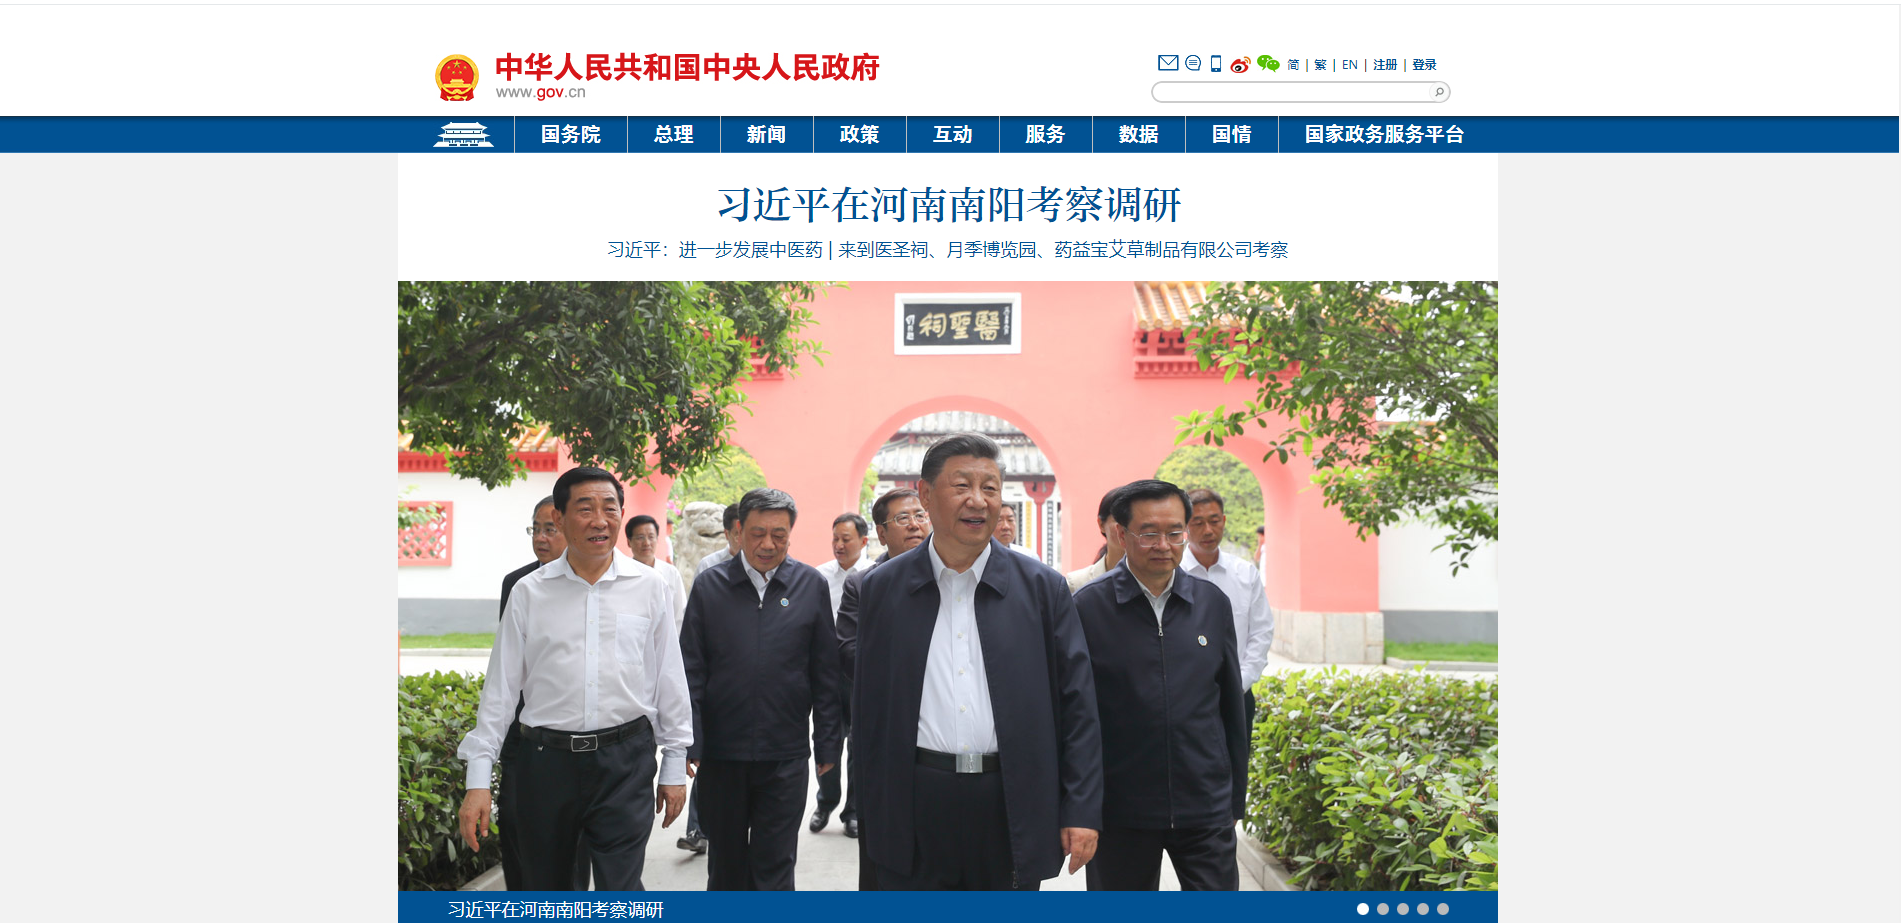 中华人民共和国中央人民政府
www.gov.cn
简 | 繁 | EN | 注册 | 登录
国务院 总理 新闻 政策 互动 服务 数据 国情 国家政务服务平台
习近平在河南南阳考察调研
习近平：进一步发展中医药 | 来到医圣祠、月季博览园、药益宝艾草制品有限公司考察
祠聖醫
习近平在河南南阳考察调研